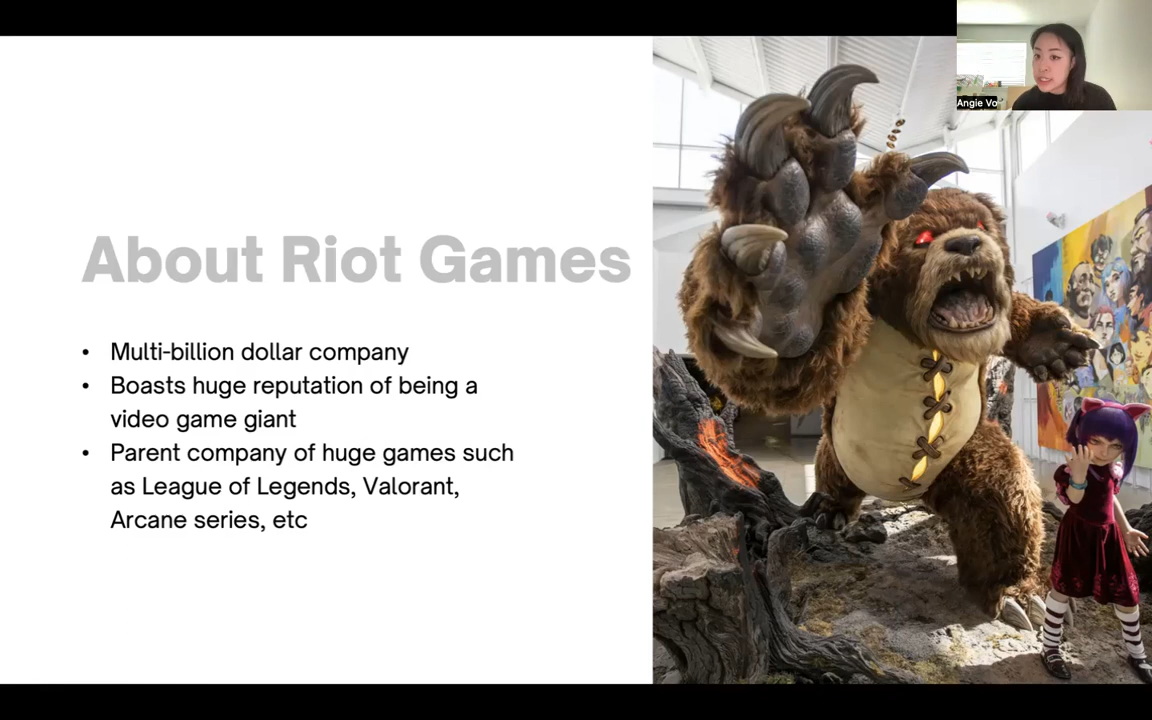 Angie Vo
About Riot Games
• Multi-billion dollar company
• Boasts huge reputation of being a
video game giant
• Parent company of huge games such
as League of Legends, Valorant,
Arcane series, etc